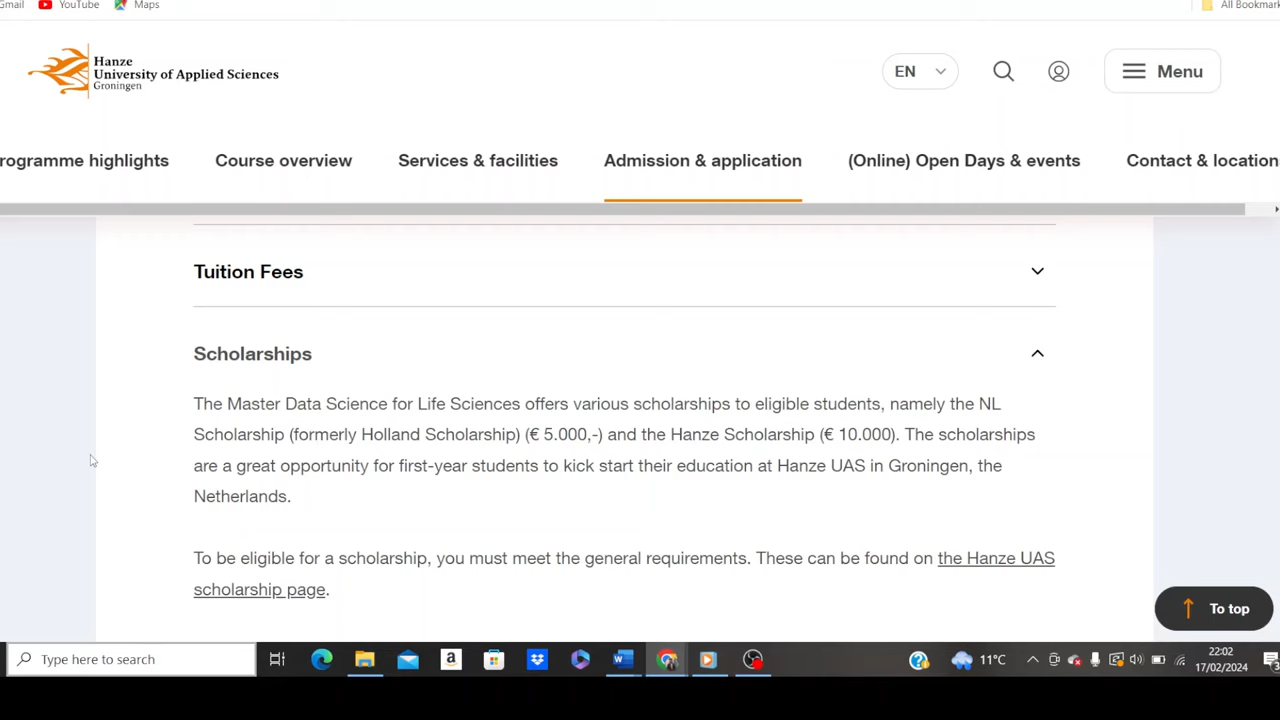 Gmail
YouTube
Maps
All Bookmark
Hanze
University of Applied Sciences
Groningen
EN
Menu
rogramme highlights
Course overview
Services & facilities
Admission & application
(Online) Open Days & events
Contact & location
Tuition Fees
Scholarships
The Master Data Science for Life Sciences offers various scholarships to eligible students, namely the NL
Scholarship (formerly Holland Scholarship) (€ 5.000,-) and the Hanze Scholarship (€ 10.000). The scholarships
are a great opportunity for first-year students to kick start their education at Hanze UAS in Groningen, the
Netherlands.
To be eligible for a scholarship, you must meet the general requirements. These can be found on the Hanze UAS
scholarship page.
To top
Type here to search
11°C
22:02
17/02/2024
3